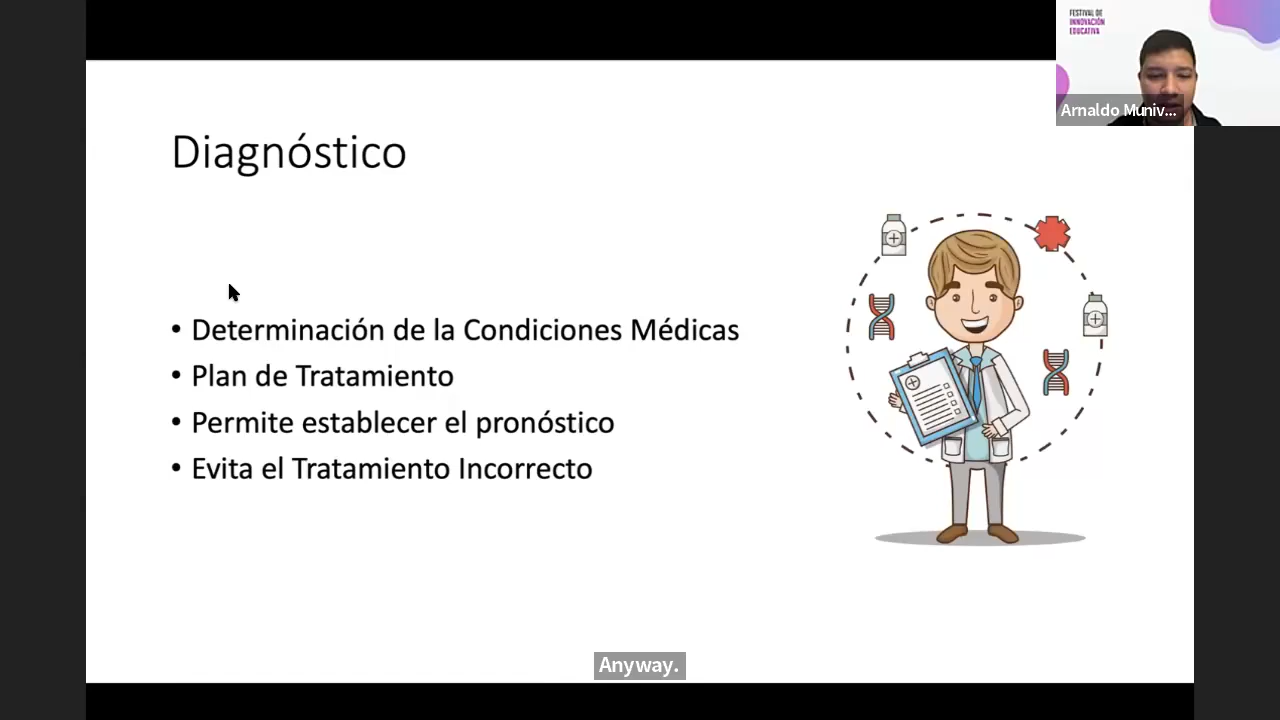 FESTIVAL DE
INNOVACIÓN
EDUCATIVA
Arnaldo Muniv...
Diagnóstico
• Determinación de la Condiciones Médicas
• Plan de Tratamiento
• Permite establecer el pronóstico
• Evita el Tratamiento Incorrecto
Anyway.